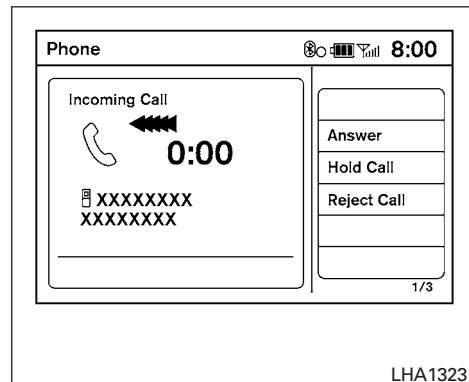 Phone 8:00
Incoming Call
0:00
XXXXXXXX
XXXXXXXX
Answer
Hold Call
Reject Call
1/3
LHA1323